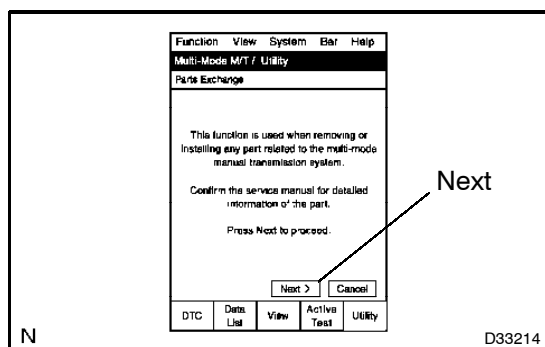 Function View System Bar Help
Multi-Mode M/T / Utility
Parts Exchange
This function is used when removing or
installing any part related to the multi-mode
manual transmission system.
Confirm the service manual for detailed
information of the part.
Press Next to proceed.
Next
Next > Cancel
DTC Data List View Active Test Utility
N
D33214